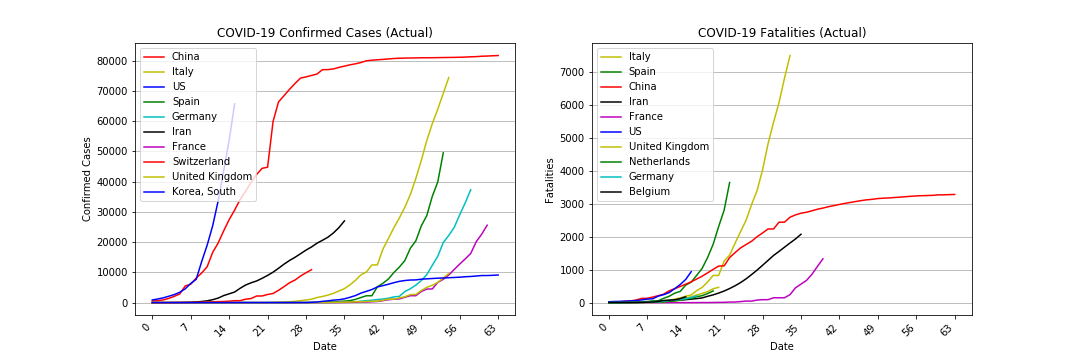 COVID-19 Confirmed Cases (Actual)
Confirmed Cases
80000
70000
60000
50000
40000
30000
20000
10000
0
China
Italy
US
Spain
Germany
Iran
France
Switzerland
United Kingdom
Korea, South
0 7 14 21 28 35 42 49 56 63
Date
COVID-19 Fatalities (Actual)
Fatalities
7000
6000
5000
4000
3000
2000
1000
0
Italy
Spain
China
Iran
France
US
United Kingdom
Netherlands
Germany
Belgium
0 7 14 21 28 35 42 49 56 63
Date